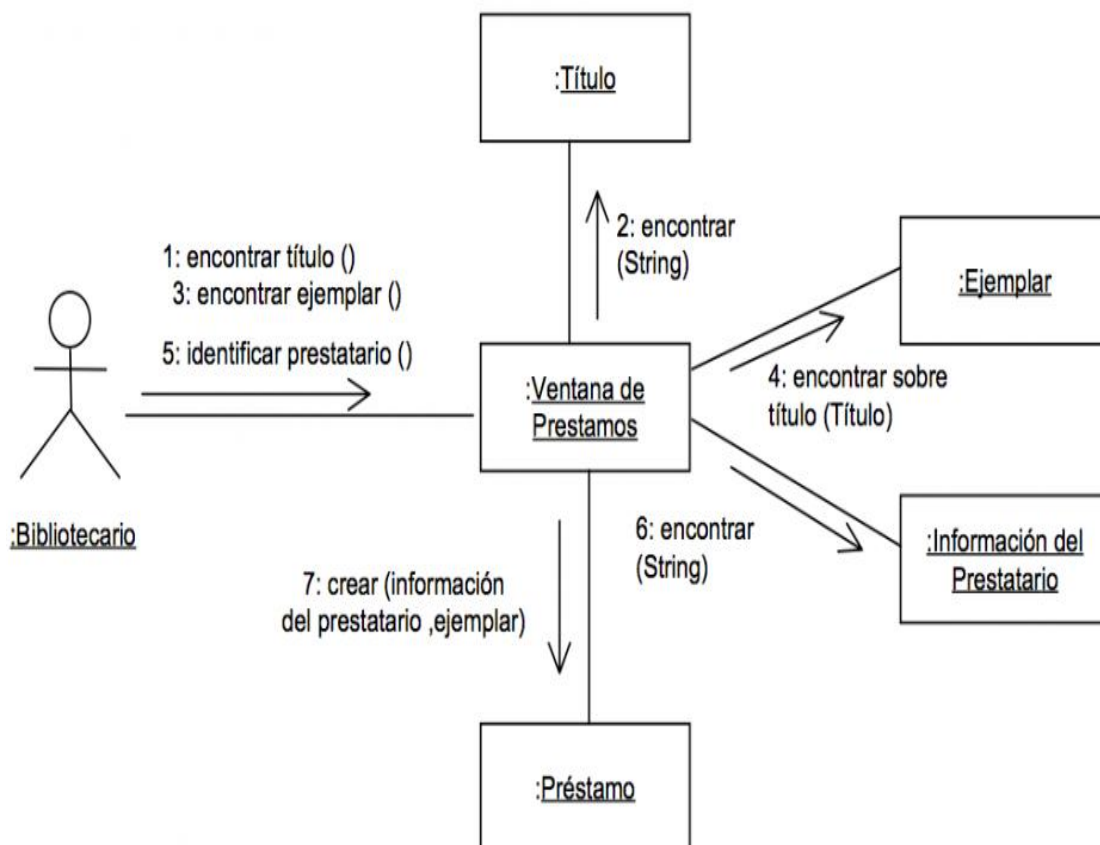 :Título
2: encontrar
(String)
1: encontrar título ()
3: encontrar ejemplar ()
5: identificar prestatario ()
:Ejemplar
:Ventana de
Prestamos
4: encontrar sobre
título (Título)
:Bibliotecario
6: encontrar
(String)
:Información del
Prestatario
7: crear (información
del prestatario ,ejemplar)
:Préstamo